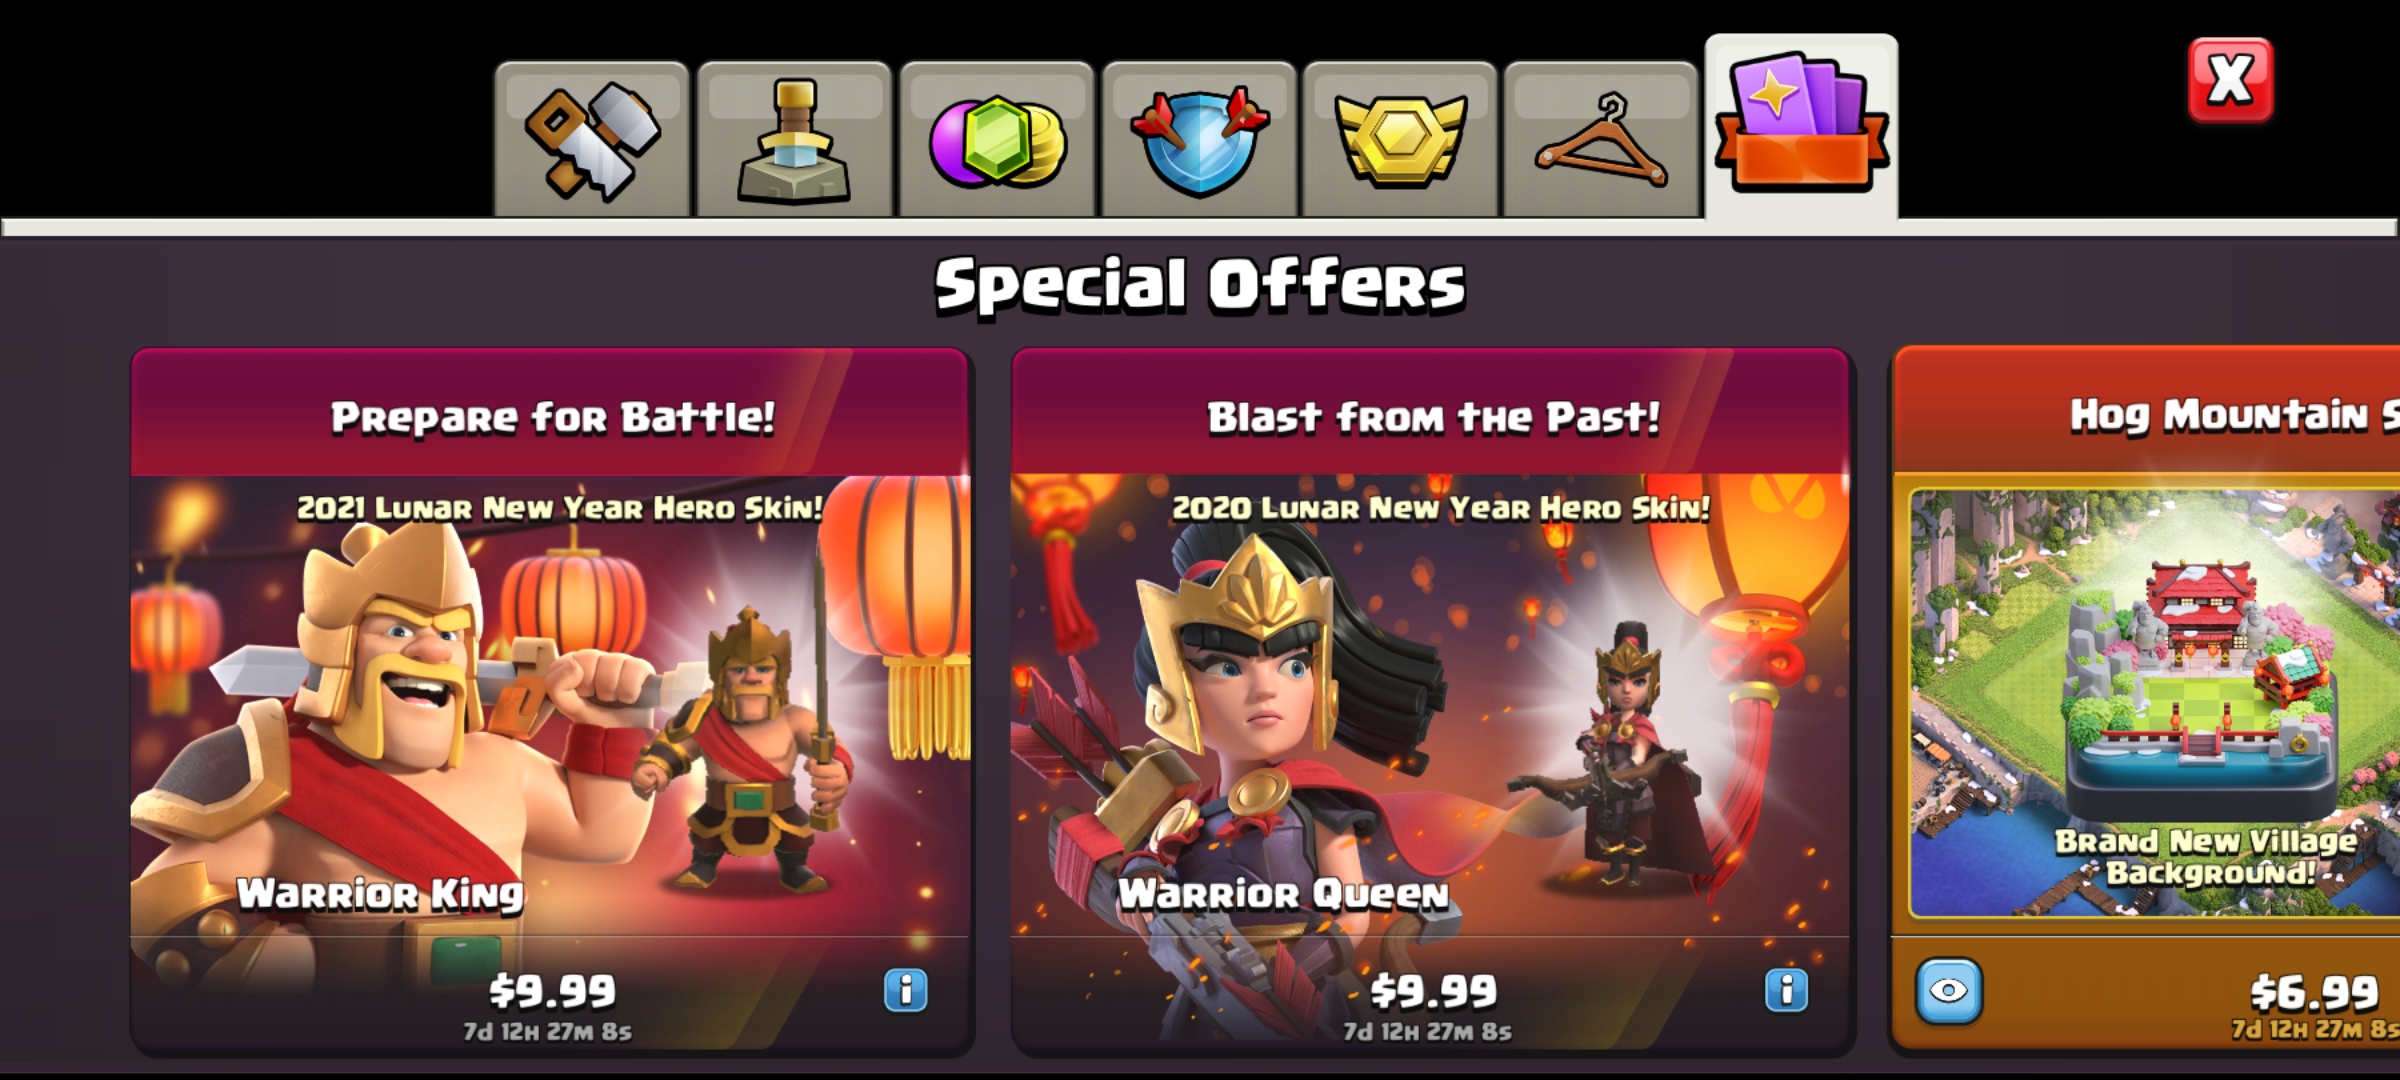 X
Special Offers
Prepare for Battle!
2021 Lunar New Year Hero Skin!
Warrior King
$9.99
7d 12H 27M 8s
Blast from the Past!
2020 Lunar New Year Hero Skin!
Warrior Queen
$9.99
7d 12H 27M 8s
Hog Mountain S
Brand New Village
Background!
$6.99
7d 12H 27M 8s